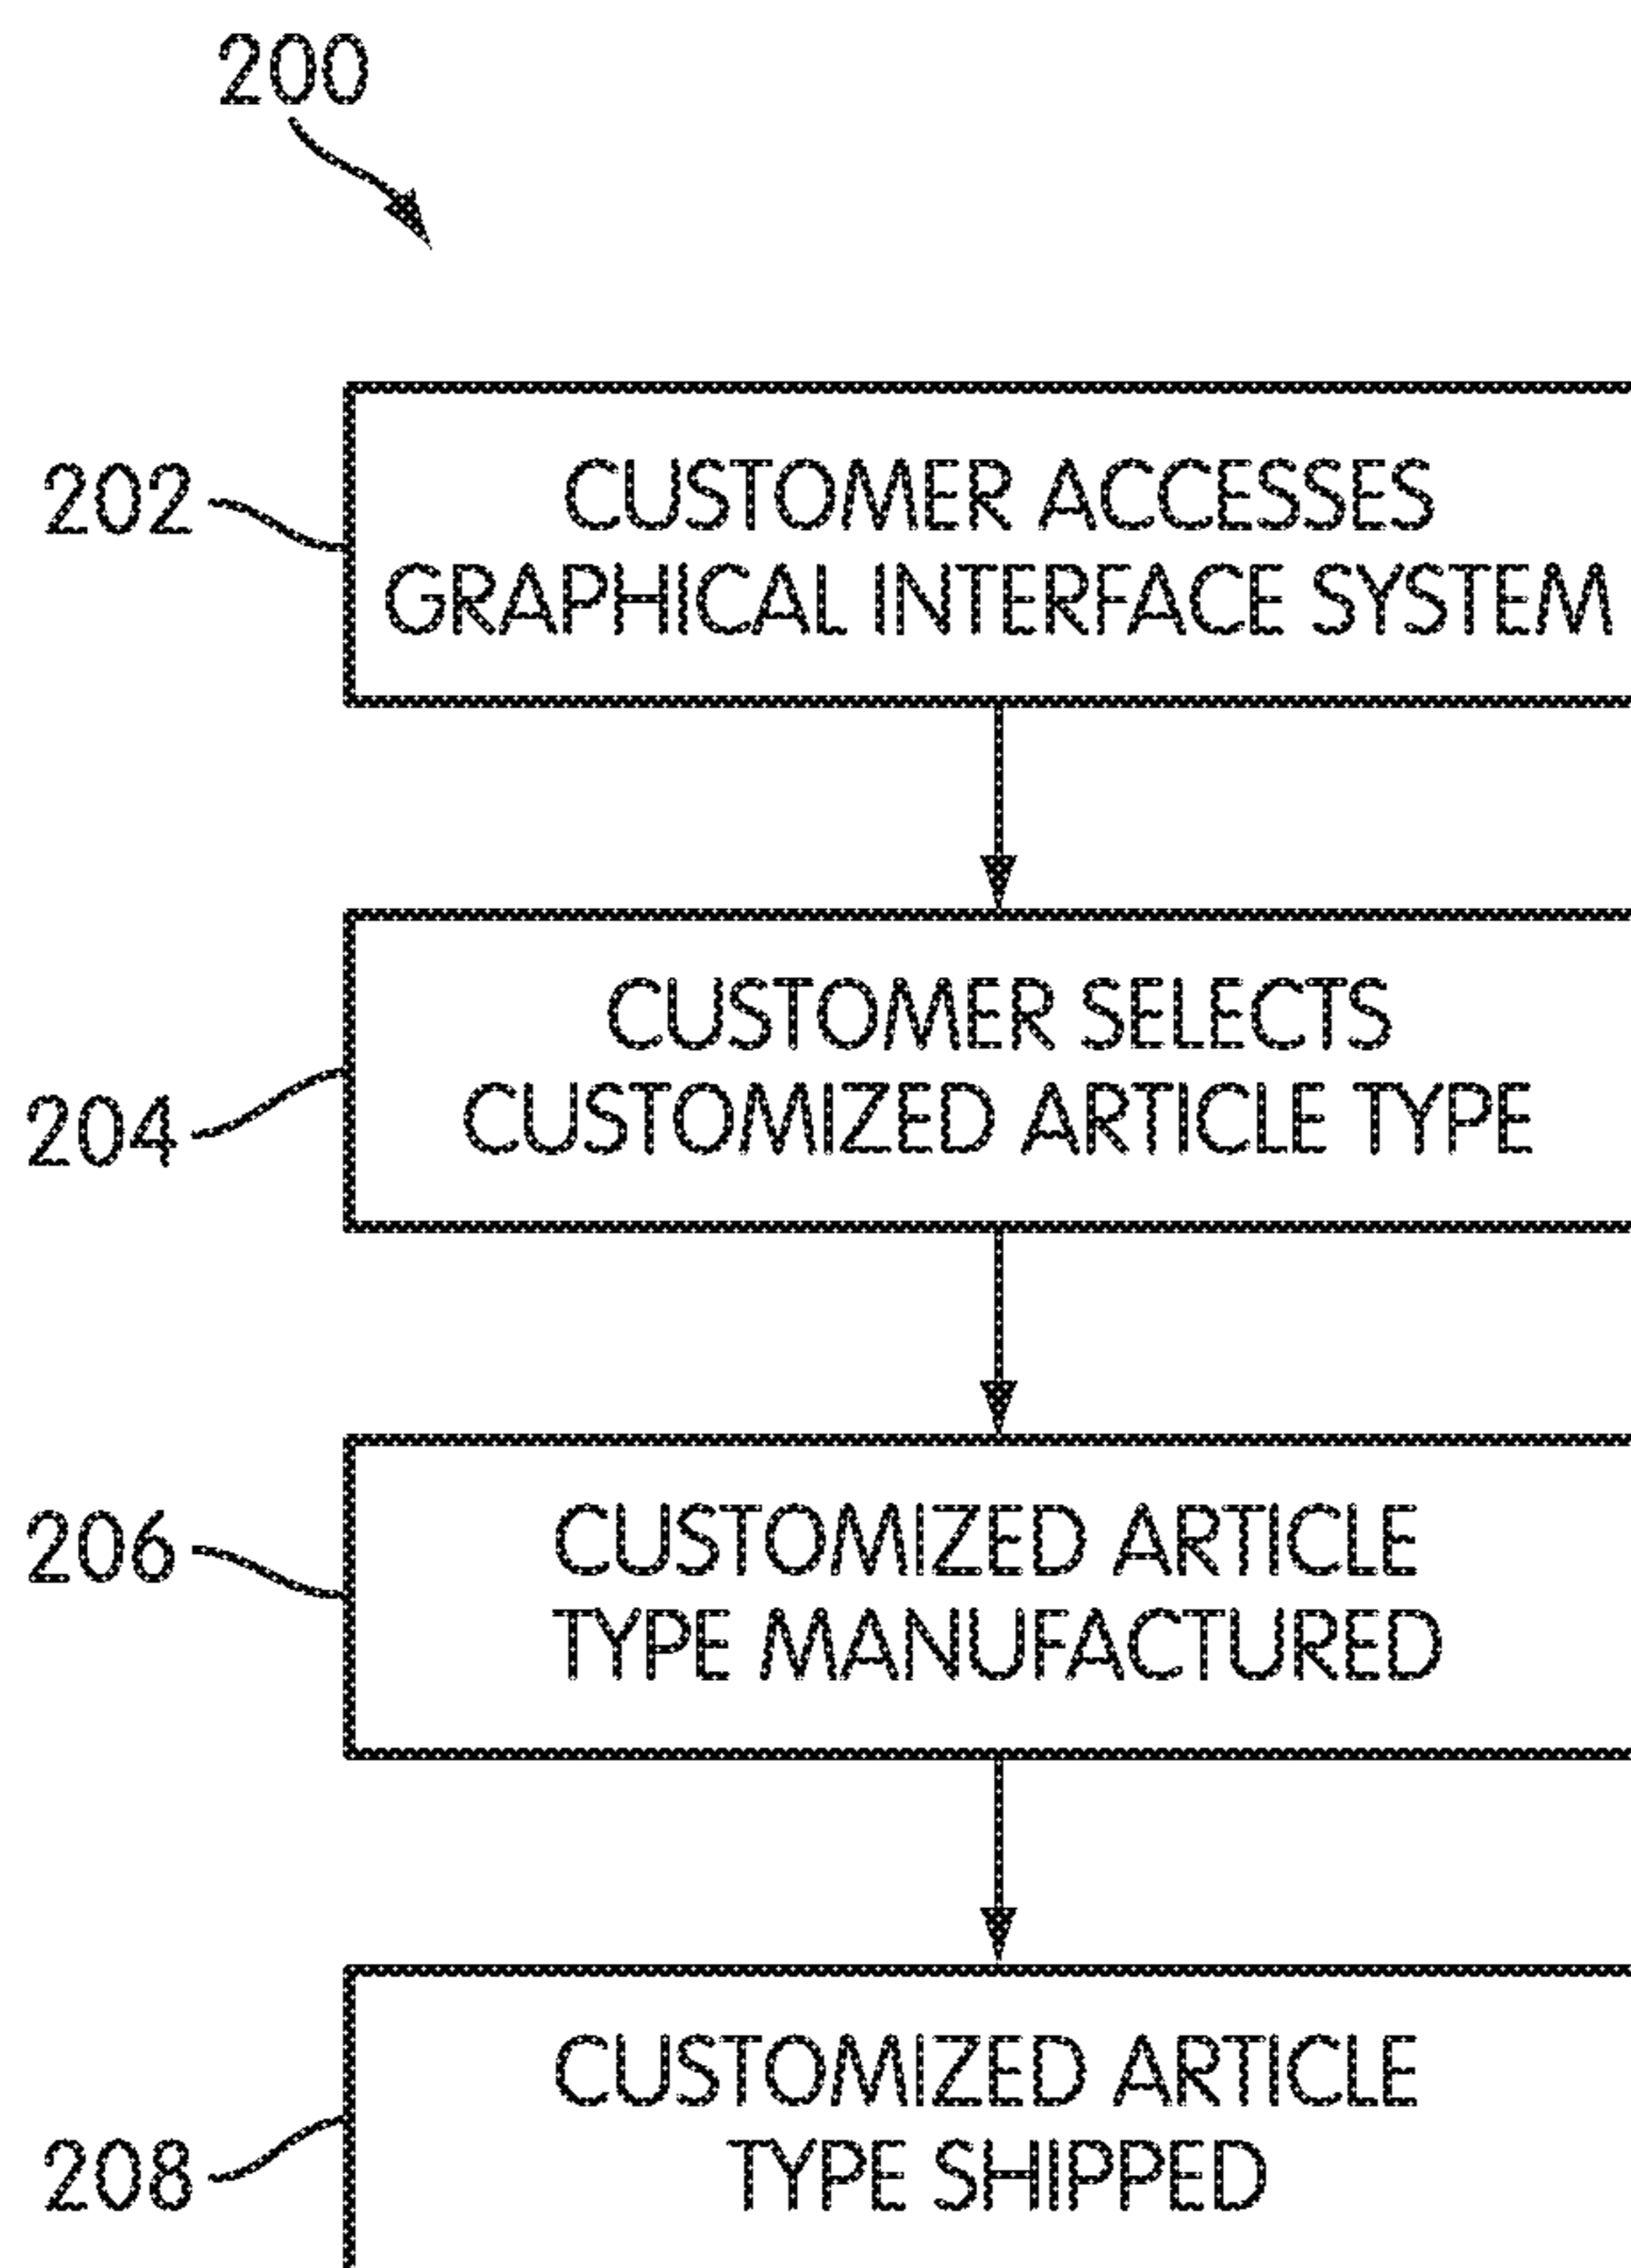 200
202
CUSTOMER ACCESSES
GRAPHICAL INTERFACE SYSTEM
204
CUSTOMER SELECTS
CUSTOMIZED ARTICLE TYPE
206
CUSTOMIZED ARTICLE
TYPE MANUFACTURED
208
CUSTOMIZED ARTICLE
TYPE SHIPPED